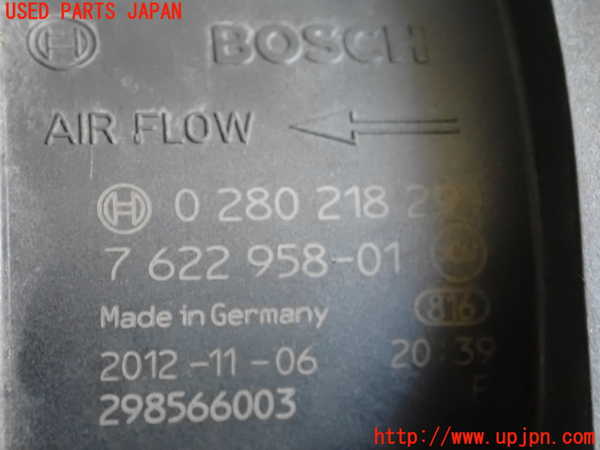 USED PARTS JAPAN
BOSCH
AIR FLOW
0 280 218
7 622 958-01
Made in Germany
816
2012-11-06 20:39
F
298566003
http://www.upjpn.com